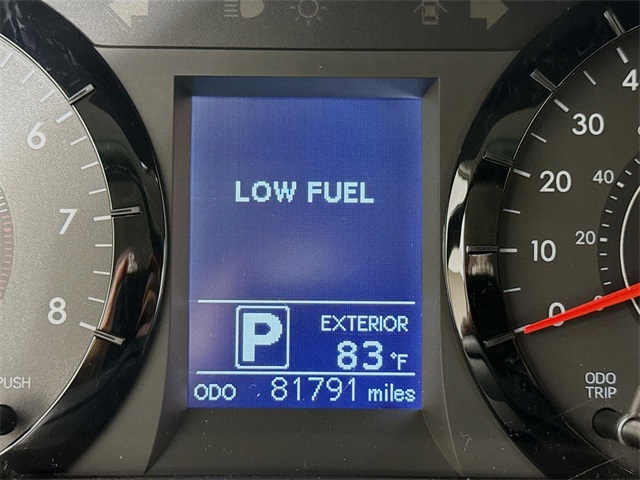 LOW FUEL
P
EXTERIOR
83 °F
ODO 81791 miles
6
7
8
PUSH
4
30
20
10
0
40
20
ODO
TRIP